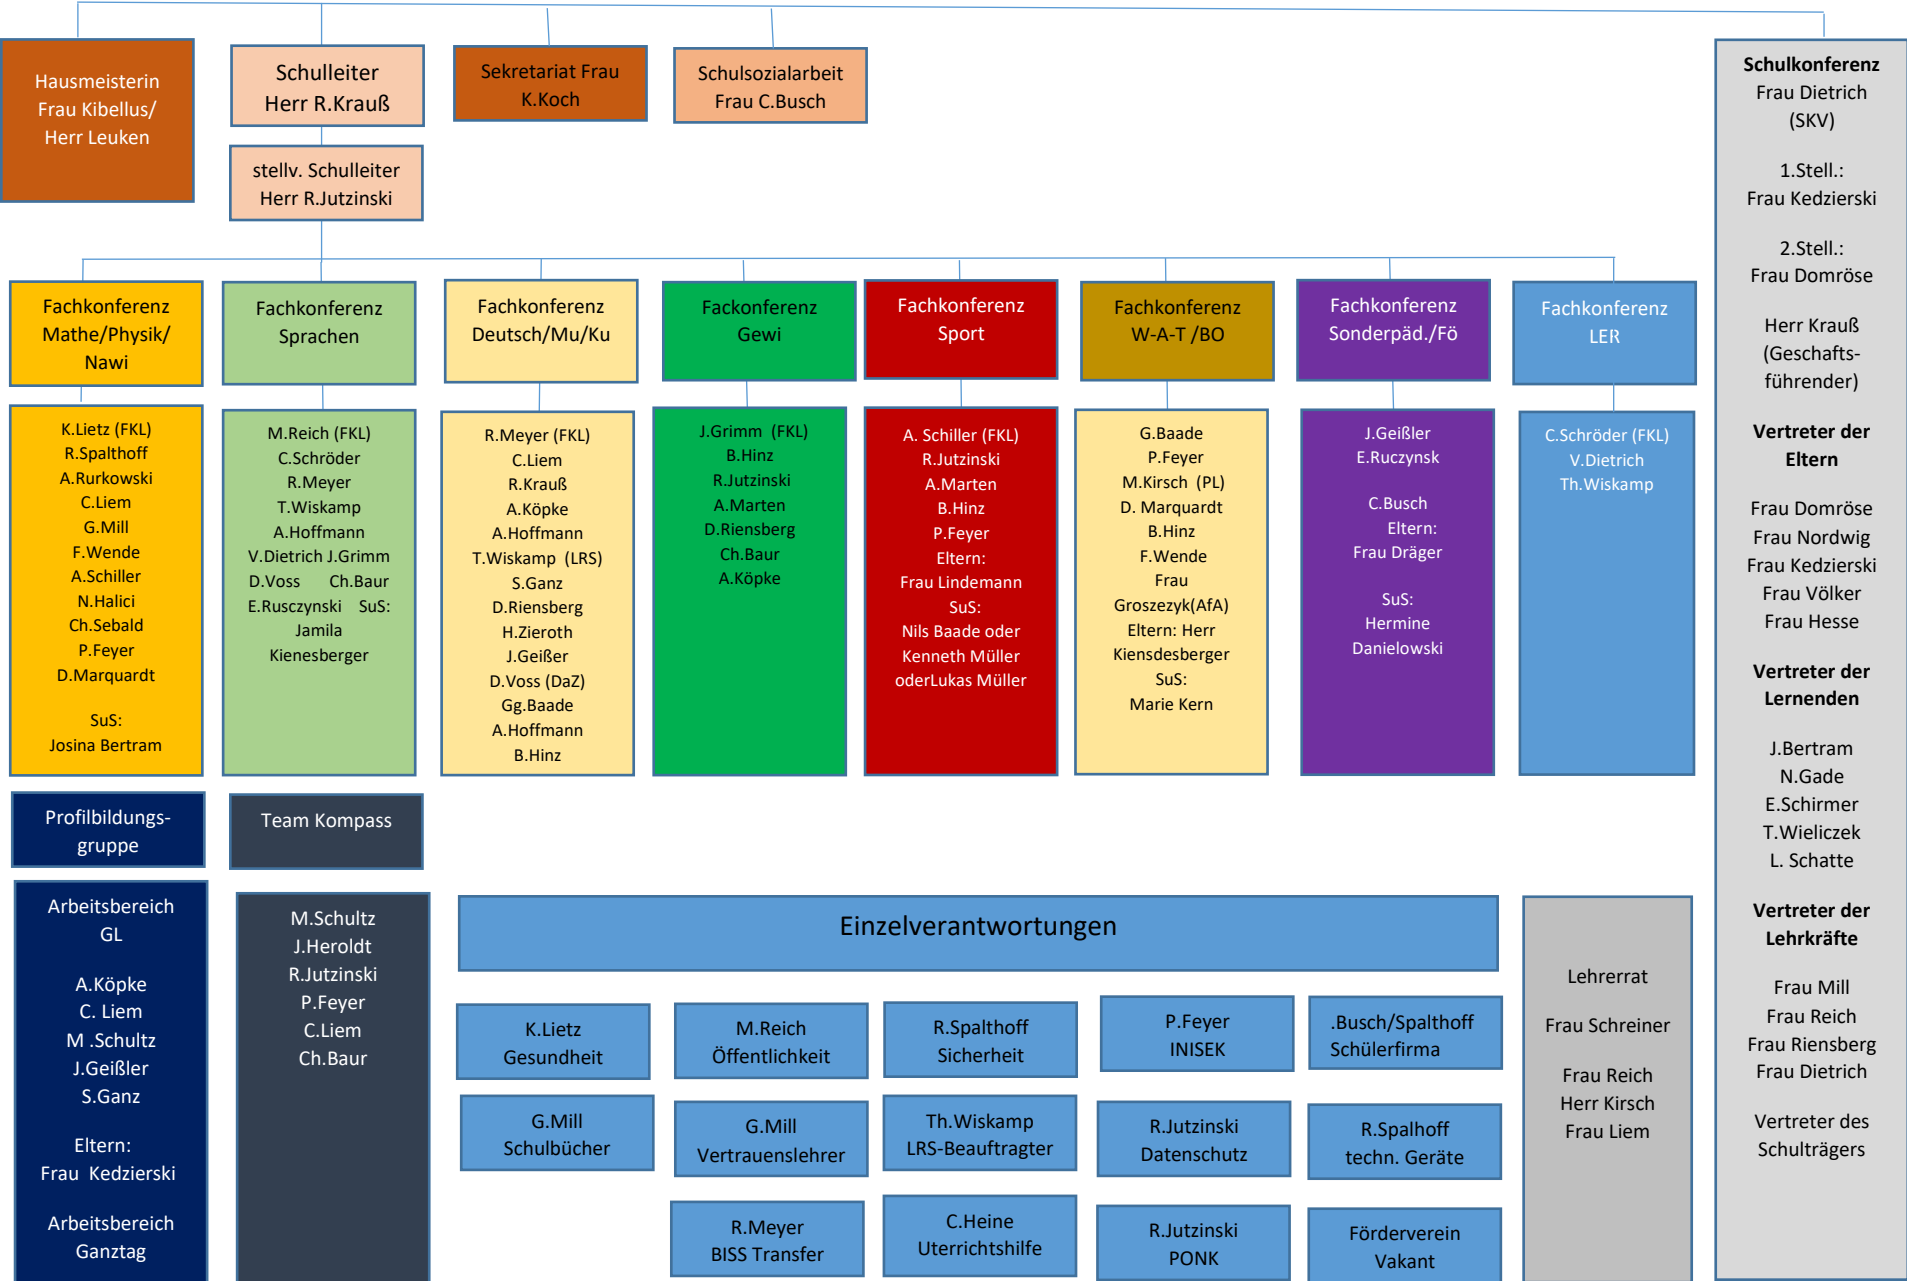 Hausmeisterin
Frau Kibellus/
Herr Leuken
Schulleiter
Herr R.Krauß
Sekretariat Frau
K.Koch
Schulsozialarbeit
Frau C.Busch
stellv. Schulleiter
Herr R.Jutzinski
Fachkonferenz
Mathe/Physik/
Nawi
Fachkonferenz
Sprachen
Fachkonferenz
Deutsch/Mu/Ku
Fackonferenz
Gewi
Fachkonferenz
Sport
Fachkonferenz
W-A-T /BO
Fachkonferenz
Sonderpäd./Fö
Fachkonferenz
LER
K.Lietz (FKL)
R.Spalthoff
A.Rurkowski
C.Liem
G.Mill
F.Wende
A.Schiller
N.Halici
Ch.Sebald
P.Feyer
D.Marquardt
SuS:
Josina Bertram
M.Reich (FKL)
C.Schröder
R.Meyer
T.Wiskamp
A.Hoffmann
V.Dietrich J.Grimm
D.Voss Ch.Baur
E.Rusczynski SuS:
Jamila
Kienesberger
R.Meyer (FKL)
C.Liem
R.Krauß
A.Köpke
A.Hoffmann
T.Wiskamp (LRS)
S.Ganz
D.Riensberg
H.Zieroth
J.Geißer
D.Voss (DaZ)
Gg.Baade
A.Hoffmann
B.Hinz
J.Grimm (FKL)
B.Hinz
R.Jutzinski
A.Marten
D.Riensberg
Ch.Baur
A.Köpke
A. Schiller (FKL)
R.Jutzinski
A.Marten
B.Hinz
P.Feyer
Eltern:
Frau Lindemann
SuS:
Nils Baade oder
Kenneth Müller
oderLukas Müller
G.Baade
P.Feyer
M.Kirsch (PL)
D. Marquardt
B.Hinz
F.Wende
Frau
Groszezyk(AfA)
Eltern: Herr
Kiensdesberger
SuS:
Marie Kern
J.Geißler
E.Ruczynsk
C.Busch
Eltern:
Frau Dräger
SuS:
Hermine
Danielowski
C.Schröder (FKL)
V.Dietrich
Th.Wiskamp
Profilbildungs-
gruppe
Team Kompass
Arbeitsbereich
GL
A.Köpke
C. Liem
M .Schultz
J.Geißler
S.Ganz
Eltern:
Frau Kedzierski
Arbeitsbereich
Ganztag
M.Schultz
J.Heroldt
R.Jutzinski
P.Feyer
C.Liem
Ch.Baur
Einzelverantwortungen
K.Lietz
Gesundheit
M.Reich
Öffentlichkeit
R.Spalthoff
Sicherheit
P.Feyer
INISEK
.Busch/Spalthoff
Schülerfirma
G.Mill
Schulbücher
G.Mill
Vertrauenslehrer
Th.Wiskamp
LRS-Beauftragter
R.Jutzinski
Datenschutz
R.Spalhoff
techn. Geräte
R.Meyer
BISS Transfer
C.Heine
Uterrichtshilfe
R.Jutzinski
PONK
Förderverein
Vakant
Lehrerrat
Frau Schreiner
Frau Reich
Herr Kirsch
Frau Liem
Schulkonferenz
Frau Dietrich
(SKV)
1.Stell.:
Frau Kedzierski
2.Stell.:
Frau Domröse
Herr Krauß
(Geschafts-
führender)
Vertreter der
Eltern
Frau Domröse
Frau Nordwig
Frau Kedzierski
Frau Völker
Frau Hesse
Vertreter der
Lernenden
J.Bertram
N.Gade
E.Schirmer
T.Wieliczek
L. Schatte
Vertreter der
Lehrkräfte
Frau Mill
Frau Reich
Frau Riensberg
Frau Dietrich
Vertreter des
Schulträgers